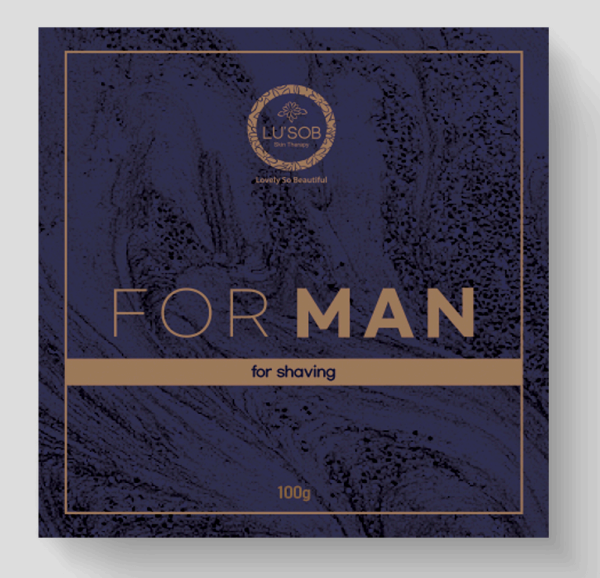 LU'SOB
Skin Therapy
Lovely So Beautiful
FOR MAN
for shaving
100g